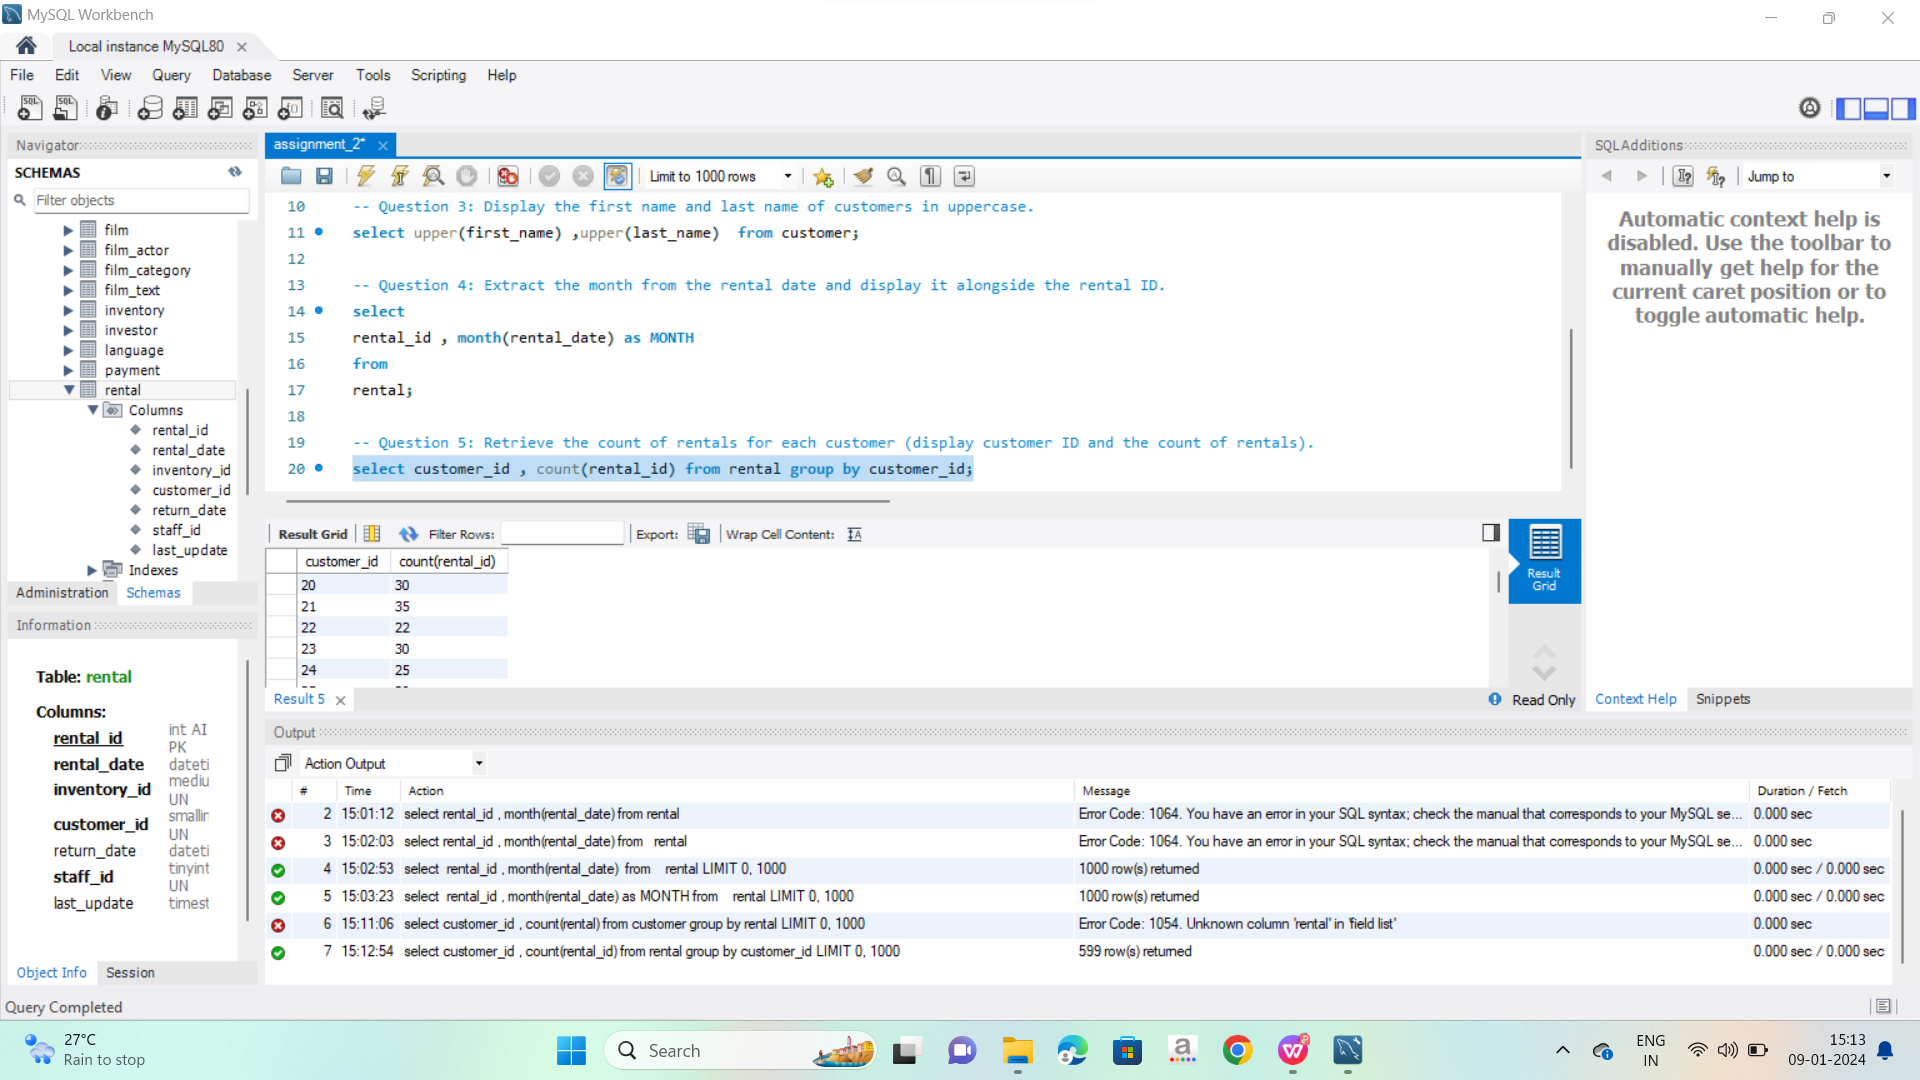 MySQL Workbench
Local instance MySQL80
File Edit View Query Database Server Tools Scripting Help
Navigator
SCHEMAS
Filter objects
film
film_actor
film_category
film_text
inventory
investor
language
payment
rental
Columns
rental_id
rental_date
inventory_id
customer_id
return_date
staff_id
last_update
Indexes
Administration Schemas
Information
Table: rental
Columns:
rental_id int AI PK
rental_date dateti
inventory_id mediu UN
customer_id smallir UN
return_date dateti
staff_id tinyint UN
last_update timest
Object Info Session
Query Completed
assignment_2*
Limit to 1000 rows
10 -- Question 3: Display the first name and last name of customers in uppercase.
11 select upper(first_name) ,upper(last_name)  from customer;
12
13 -- Question 4: Extract the month from the rental date and display it alongside the rental ID.
14 select
15 rental_id , month(rental_date) as MONTH
16 from
17 rental;
18
19 -- Question 5: Retrieve the count of rentals for each customer (display customer ID and the count of rentals).
20 select customer_id , count(rental_id) from rental group by customer_id;
Result Grid Filter Rows: Export: Wrap Cell Content:
customer_id count(rental_id)
20 30
21 35
22 22
23 30
24 25
Result Grid
Result 5 Read Only
SQLAdditions
Jump to
Automatic context help is
disabled. Use the toolbar to
manually get help for the
current caret position or to
toggle automatic help.
Context Help Snippets
Output
Action Output
# Time Action Message Duration / Fetch
2 15:01:12 select rental_id , month(rental_date) from rental Error Code: 1064. You have an error in your SQL syntax; check the manual that corresponds to your MySQL se... 0.000 sec
3 15:02:03 select rental_id , month(rental_date) from rental Error Code: 1064. You have an error in your SQL syntax; check the manual that corresponds to your MySQL se... 0.000 sec
4 15:02:53 select rental_id , month(rental_date) from rental LIMIT 0, 1000 1000 row(s) returned 0.000 sec / 0.000 sec
5 15:03:23 select rental_id , month(rental_date) as MONTH from rental LIMIT 0, 1000 1000 row(s) returned 0.000 sec / 0.000 sec
6 15:11:06 select customer_id , count(rental) from customer group by rental LIMIT 0, 1000 Error Code: 1054. Unknown column 'rental' in 'field list' 0.000 sec
7 15:12:54 select customer_id , count(rental_id) from rental group by customer_id LIMIT 0, 1000 599 row(s) returned 0.000 sec / 0.000 sec
27°C
Rain to stop
Search
ENG
IN
15:13
09-01-2024